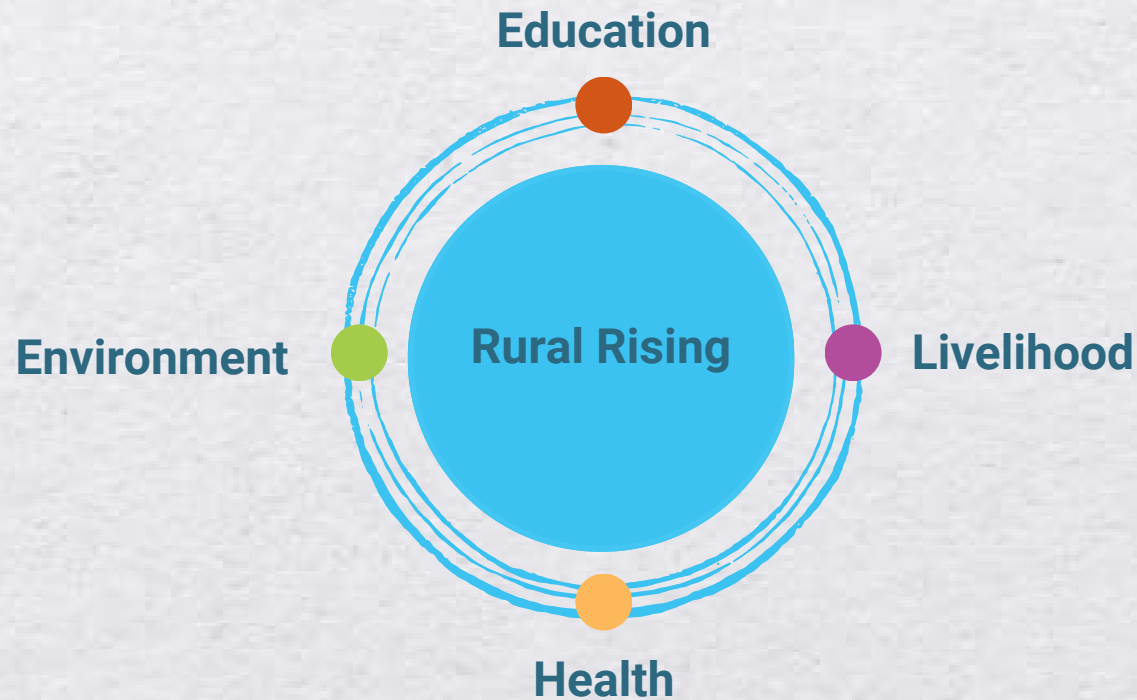 Education
Environment
Rural Rising
Livelihood
Health